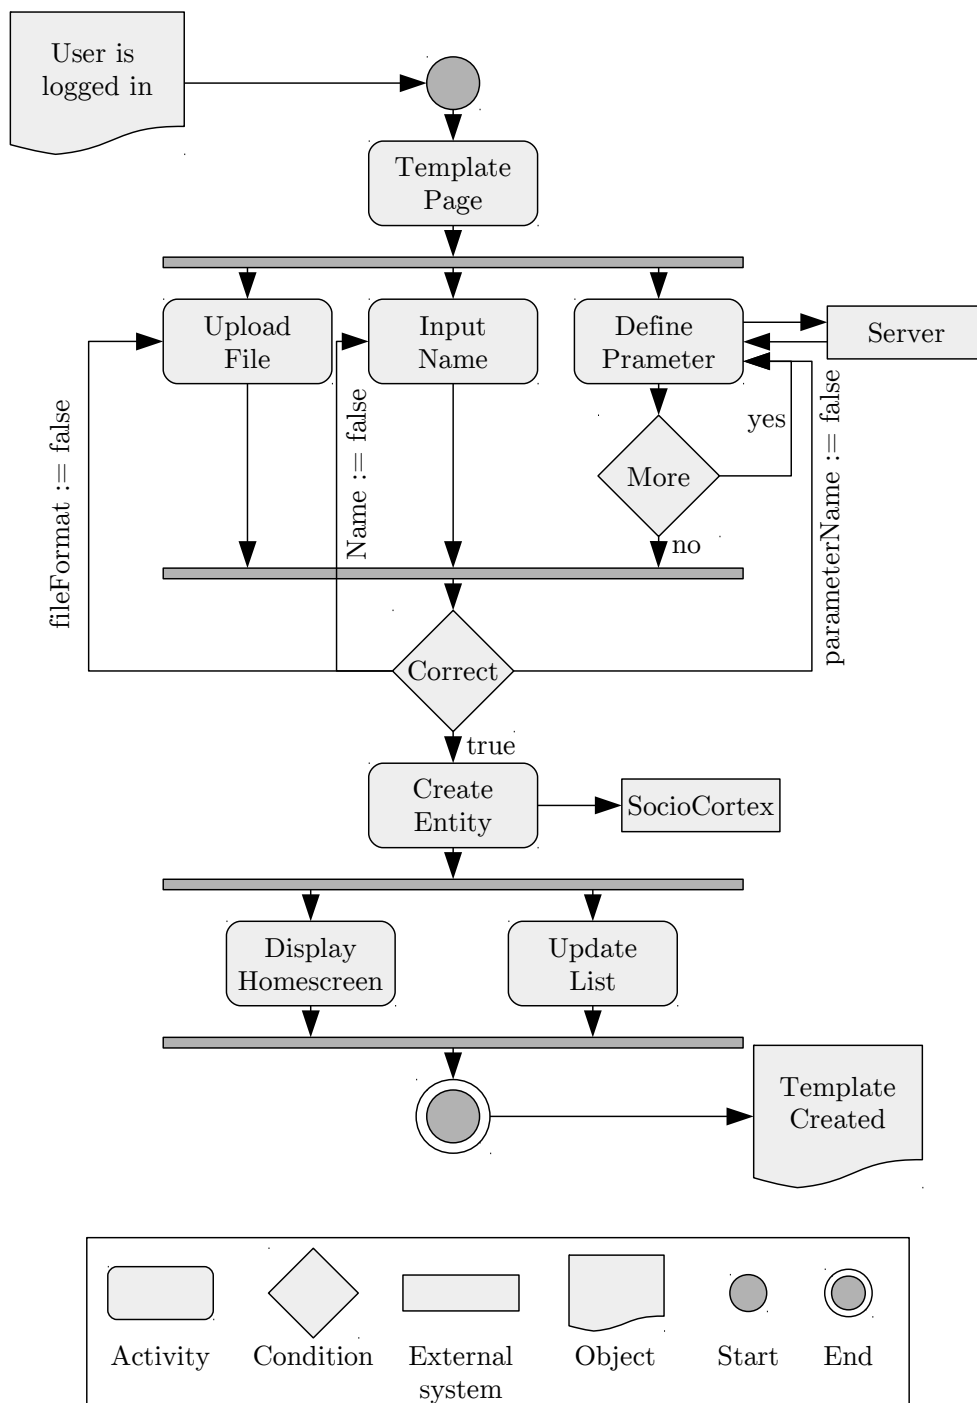 User is
logged in
Template
Page
Upload
File
Input
Name
Define
Prameter
Server
fileFormat := false
Name := false
yes
parameterName := false
More
no
Correct
true
Create
Entity
SocioCortex
Display
Homescreen
Update
List
Template
Created
Activity
Condition
External
system
Object
Start
End